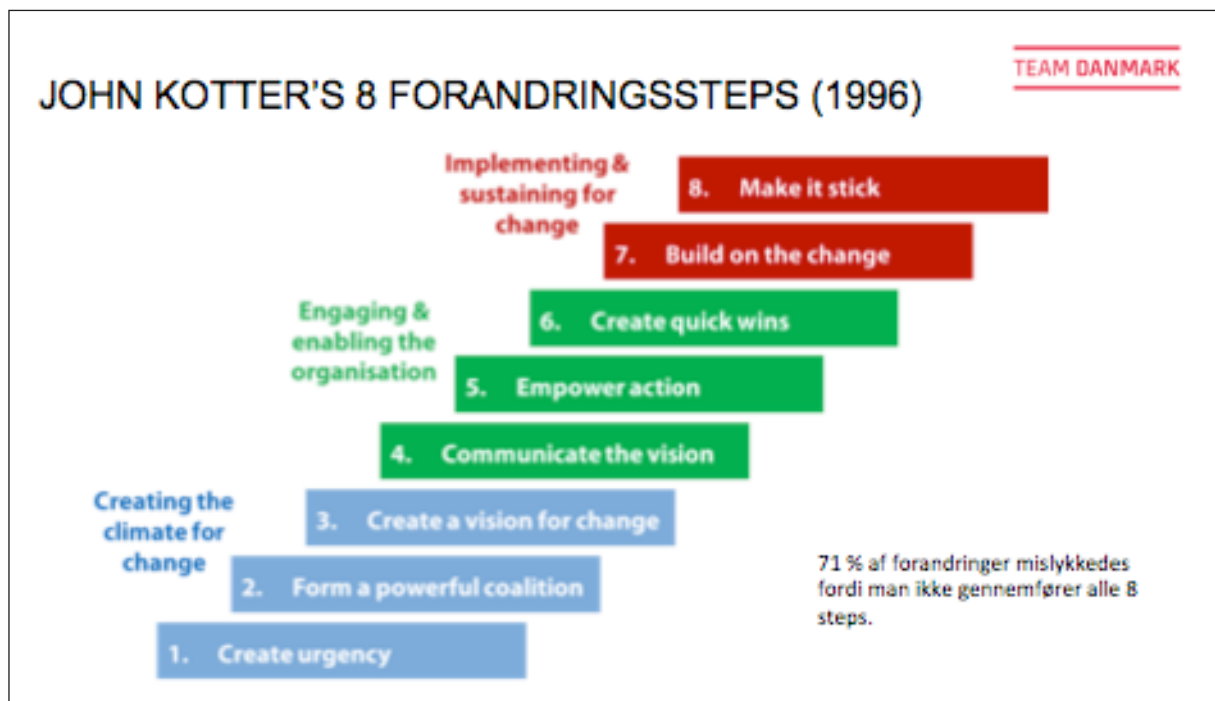 TEAM DANMARK
JOHN KOTTER'S 8 FORANDRINGSSTEPS (1996)
Implementing &
sustaining for
change
8. Make it stick
7. Build on the change
Engaging &
enabling the
organisation
6. Create quick wins
5. Empower action
4. Communicate the vision
Creating the
climate for
change
3. Create a vision for change
2. Form a powerful coalition
1. Create urgency
71 % af forandringer mislykkedes
fordi man ikke gennemfører alle 8
steps.